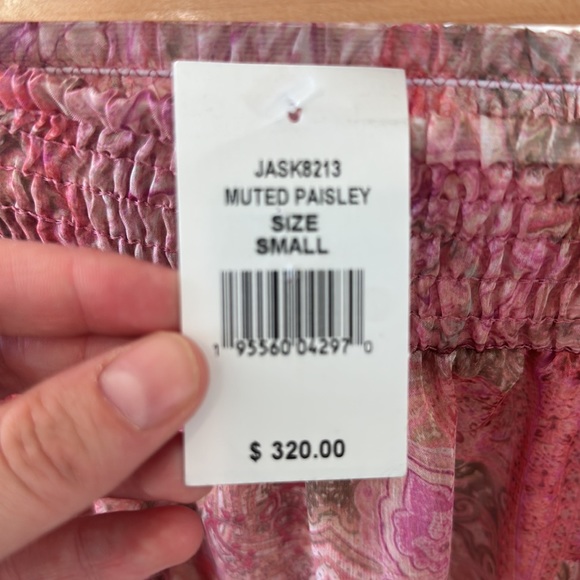 JASK8213
MUTED PAISLEY
SIZE
SMALL
1 95560 04297 0
$ 320.00